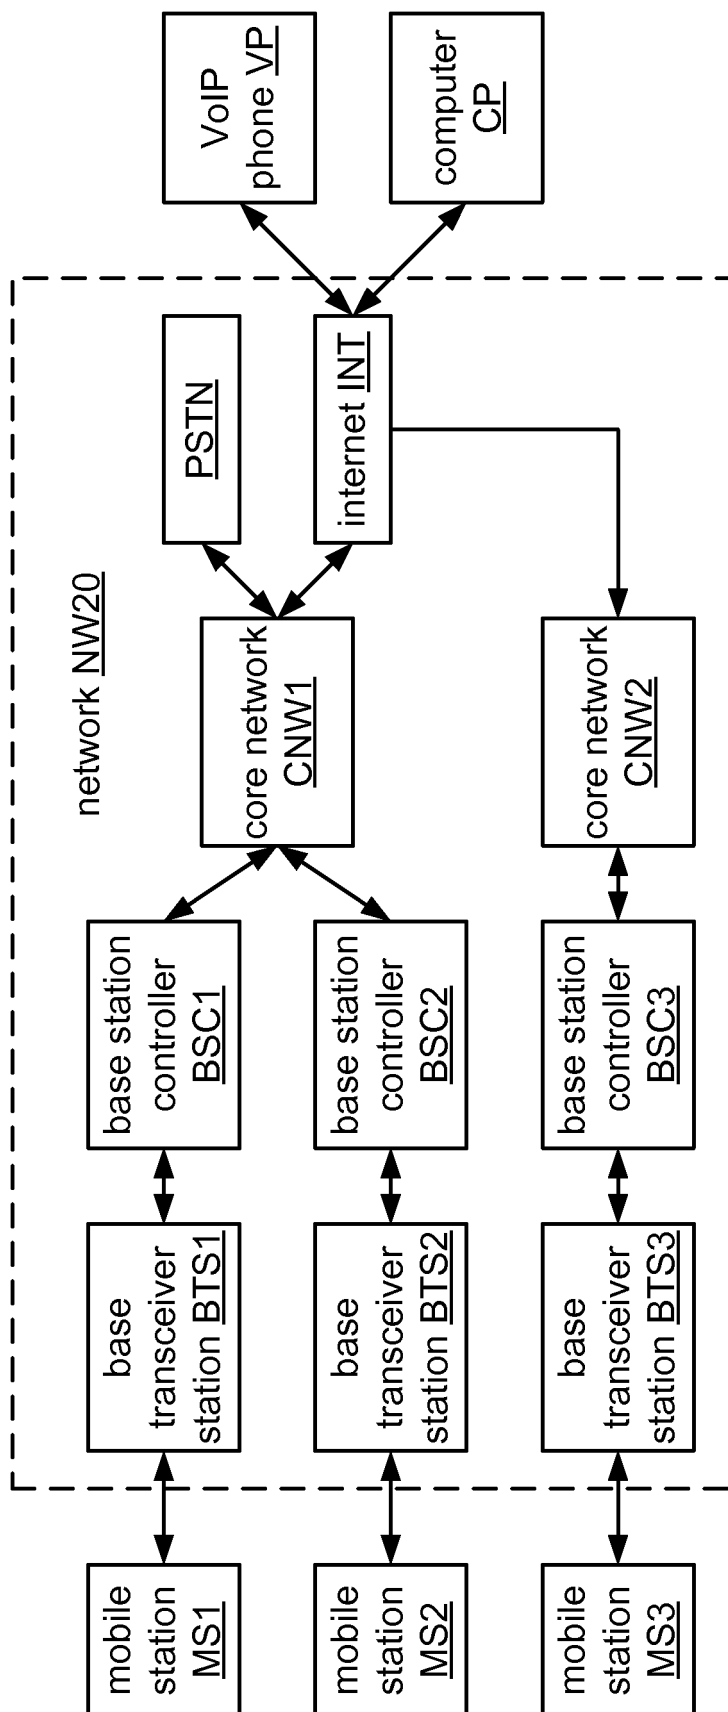 network NW20
mobile
station
MS1
base
transceiver
station BTS1
base station
controller
BSC1
core network
CNW1
PSTN
VoIP
phone VP
mobile
station
MS2
base
transceiver
station BTS2
base station
controller
BSC2
internet INT
computer
CP
mobile
station
MS3
base
transceiver
station BTS3
base station
controller
BSC3
core network
CNW2